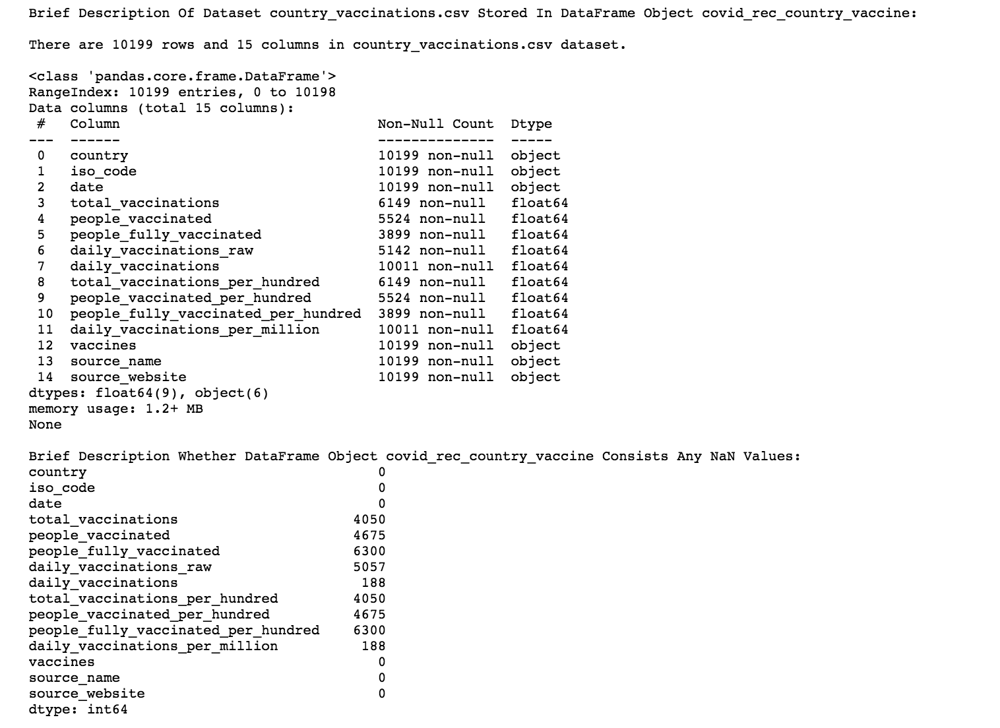 Brief Description Of Dataset country_vaccinations.csv Stored In DataFrame Object covid_rec_country_vaccine:
There are 10199 rows and 15 columns in country_vaccinations.csv dataset.
<class 'pandas.core.frame.DataFrame'>
RangeIndex: 10199 entries, 0 to 10198
Data columns (total 15 columns):
 #   Column                               Non-Null Count  Dtype
---  ------                               --------------  -----
 0   country                              10199 non-null  object
 1   iso_code                             10199 non-null  object
 2   date                                 10199 non-null  object
 3   total_vaccinations                   6149 non-null   float64
 4   people_vaccinated                    5524 non-null   float64
 5   people_fully_vaccinated              3899 non-null   float64
 6   daily_vaccinations_raw               5142 non-null   float64
 7   daily_vaccinations                   10011 non-null  float64
 8   total_vaccinations_per_hundred       6149 non-null   float64
 9   people_vaccinated_per_hundred        5524 non-null   float64
 10  people_fully_vaccinated_per_hundred  3899 non-null   float64
 11  daily_vaccinations_per_million       10011 non-null  float64
 12  vaccines                             10199 non-null  object
 13  source_name                          10199 non-null  object
 14  source_website                       10199 non-null  object
dtypes: float64(9), object(6)
memory usage: 1.2+ MB
None
Brief Description Whether DataFrame Object covid_rec_country_vaccine Consists Any NaN Values:
country                                   0
iso_code                                  0
date                                      0
total_vaccinations                     4050
people_vaccinated                      4675
people_fully_vaccinated                6300
daily_vaccinations_raw                 5057
daily_vaccinations                      188
total_vaccinations_per_hundred         4050
people_vaccinated_per_hundred          4675
people_fully_vaccinated_per_hundred    6300
daily_vaccinations_per_million          188
vaccines                                  0
source_name                               0
source_website                            0
dtype: int64